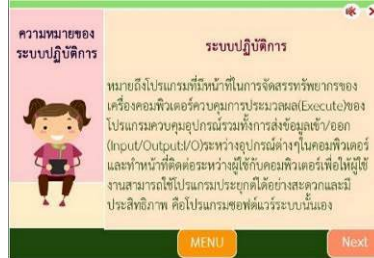 ความหมายของ
ระบบปฏิบัติการ
ระบบปฏิบัติการ
หมายถึงโปรแกรมที่มีหน้าที่ในการจัดสรรทรัพยากรของ
เครื่องคอมพิวเตอร์ควบคุมการประมวลผล(Execute)ของ
โปรแกรมควบคุมอุปกรณ์รวมทั้งการส่งข้อมูลเข้า/ออก
(Input/Output:I/O)ระหว่างอุปกรณ์ต่างๆในคอมพิวเตอร์
และทำหน้าที่ติดต่อระหว่างผู้ใช้กับคอมพิวเตอร์เพื่อให้ผู้ใช้
งานสามารถใช้โปรแกรมประยุกต์ได้อย่างสะดวกและมี
ประสิทธิภาพ คือโปรแกรมซอฟต์แวร์ระบบนั้นเอง
MENU
Next